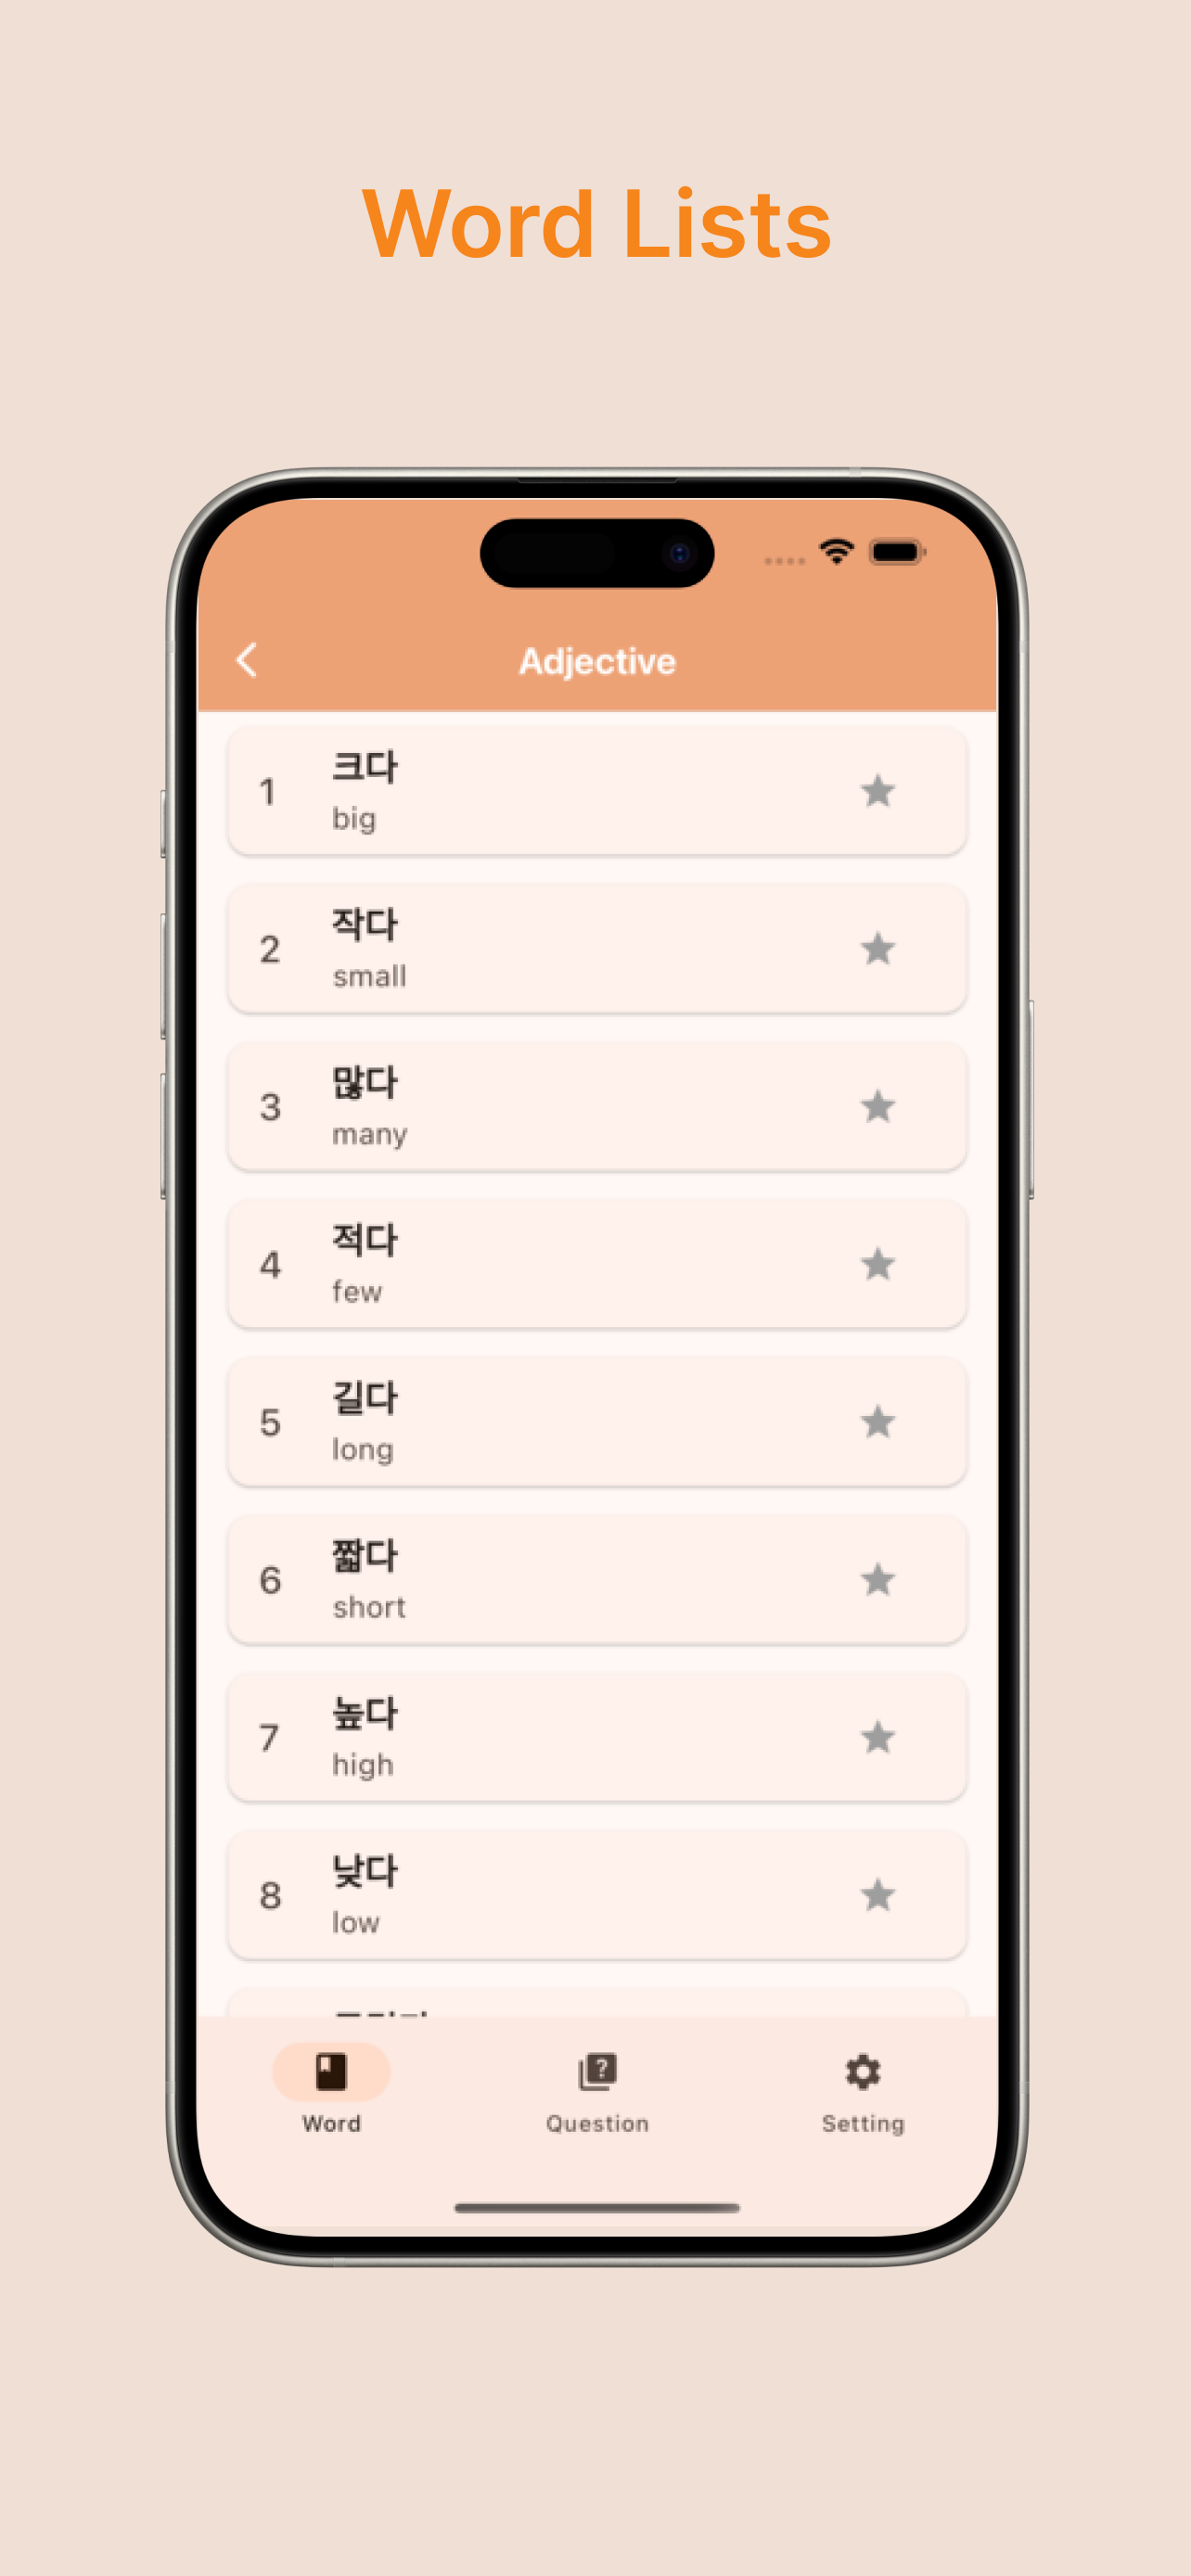 Word Lists
Adjective
1
크다
big
2
작다
small
3
많다
many
4
적다
few
5
길다
long
6
짧다
short
7
높다
high
8
낮다
low
Word
Question
Setting